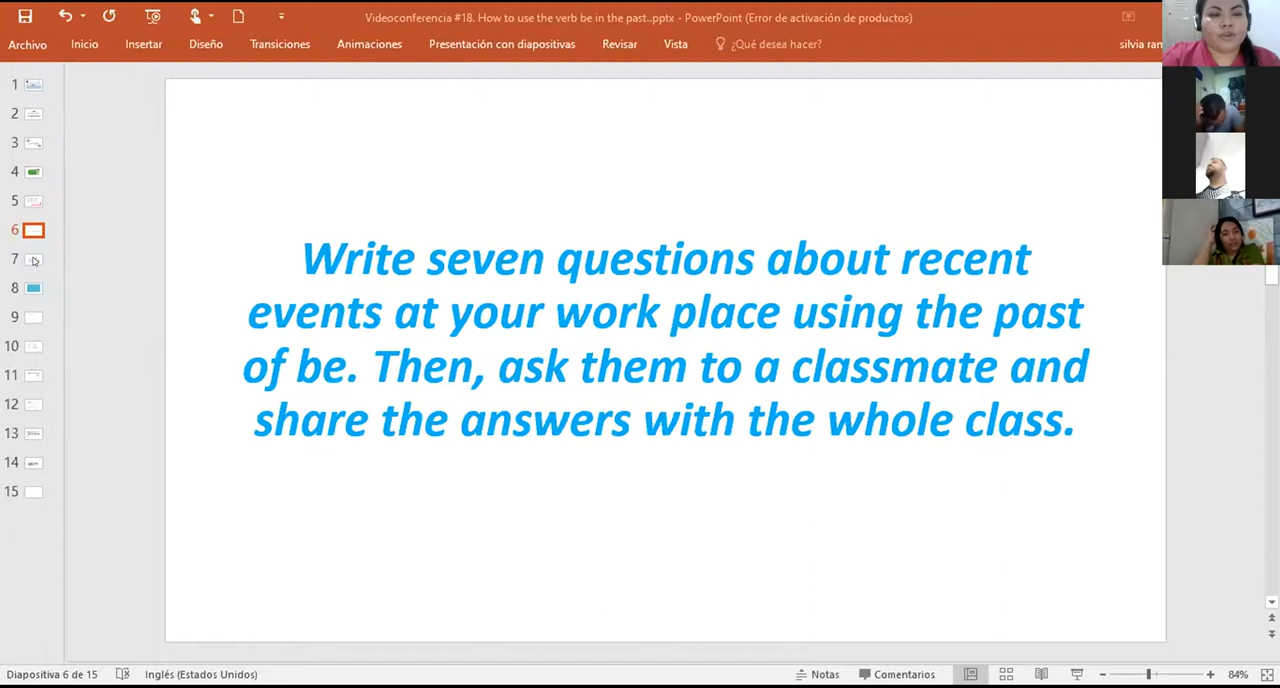 Videoconferencia #18. How to use the verb be in the past..pptx - PowerPoint (Error de activación de productos)
Archivo Inicio Insertar Diseño Transiciones Animaciones Presentación con diapositivas Revisar Vista ¿Qué desea hacer? silvia ran
1
2
3
4
5
6
7
8
9
10
11
12
13
14
15
Write seven questions about recent
events at your work place using the past
of be. Then, ask them to a classmate and
share the answers with the whole class.
Diapositiva 6 de 15 Inglés (Estados Unidos) Notas Comentarios 84%